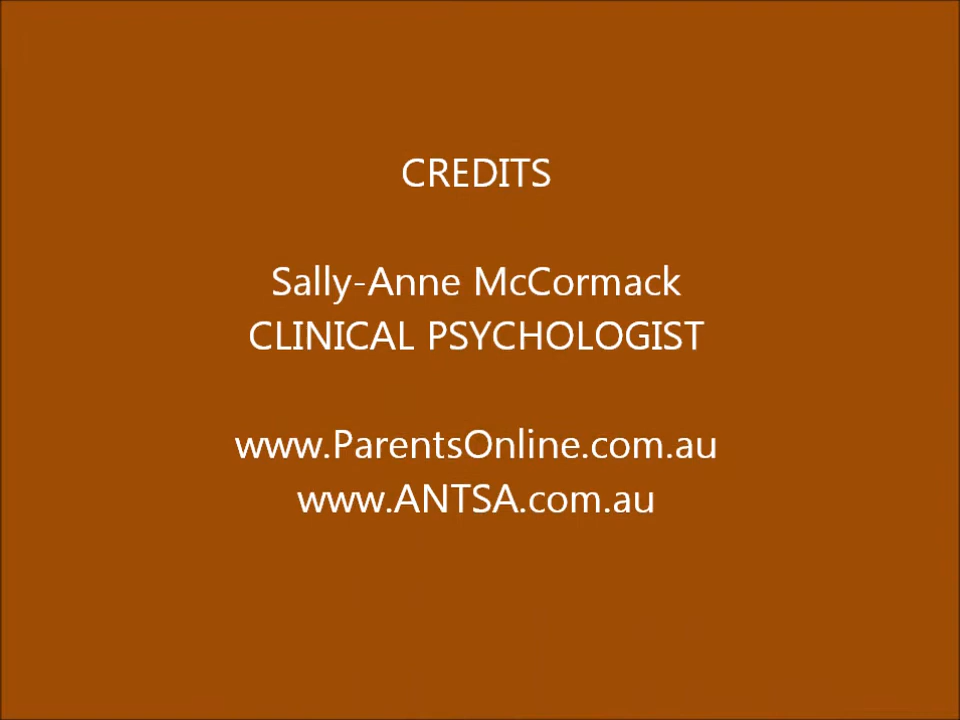 CREDITS
Sally-Anne McCormack
CLINICAL PSYCHOLOGIST
www.ParentsOnline.com.au
www.ANTSA.com.au